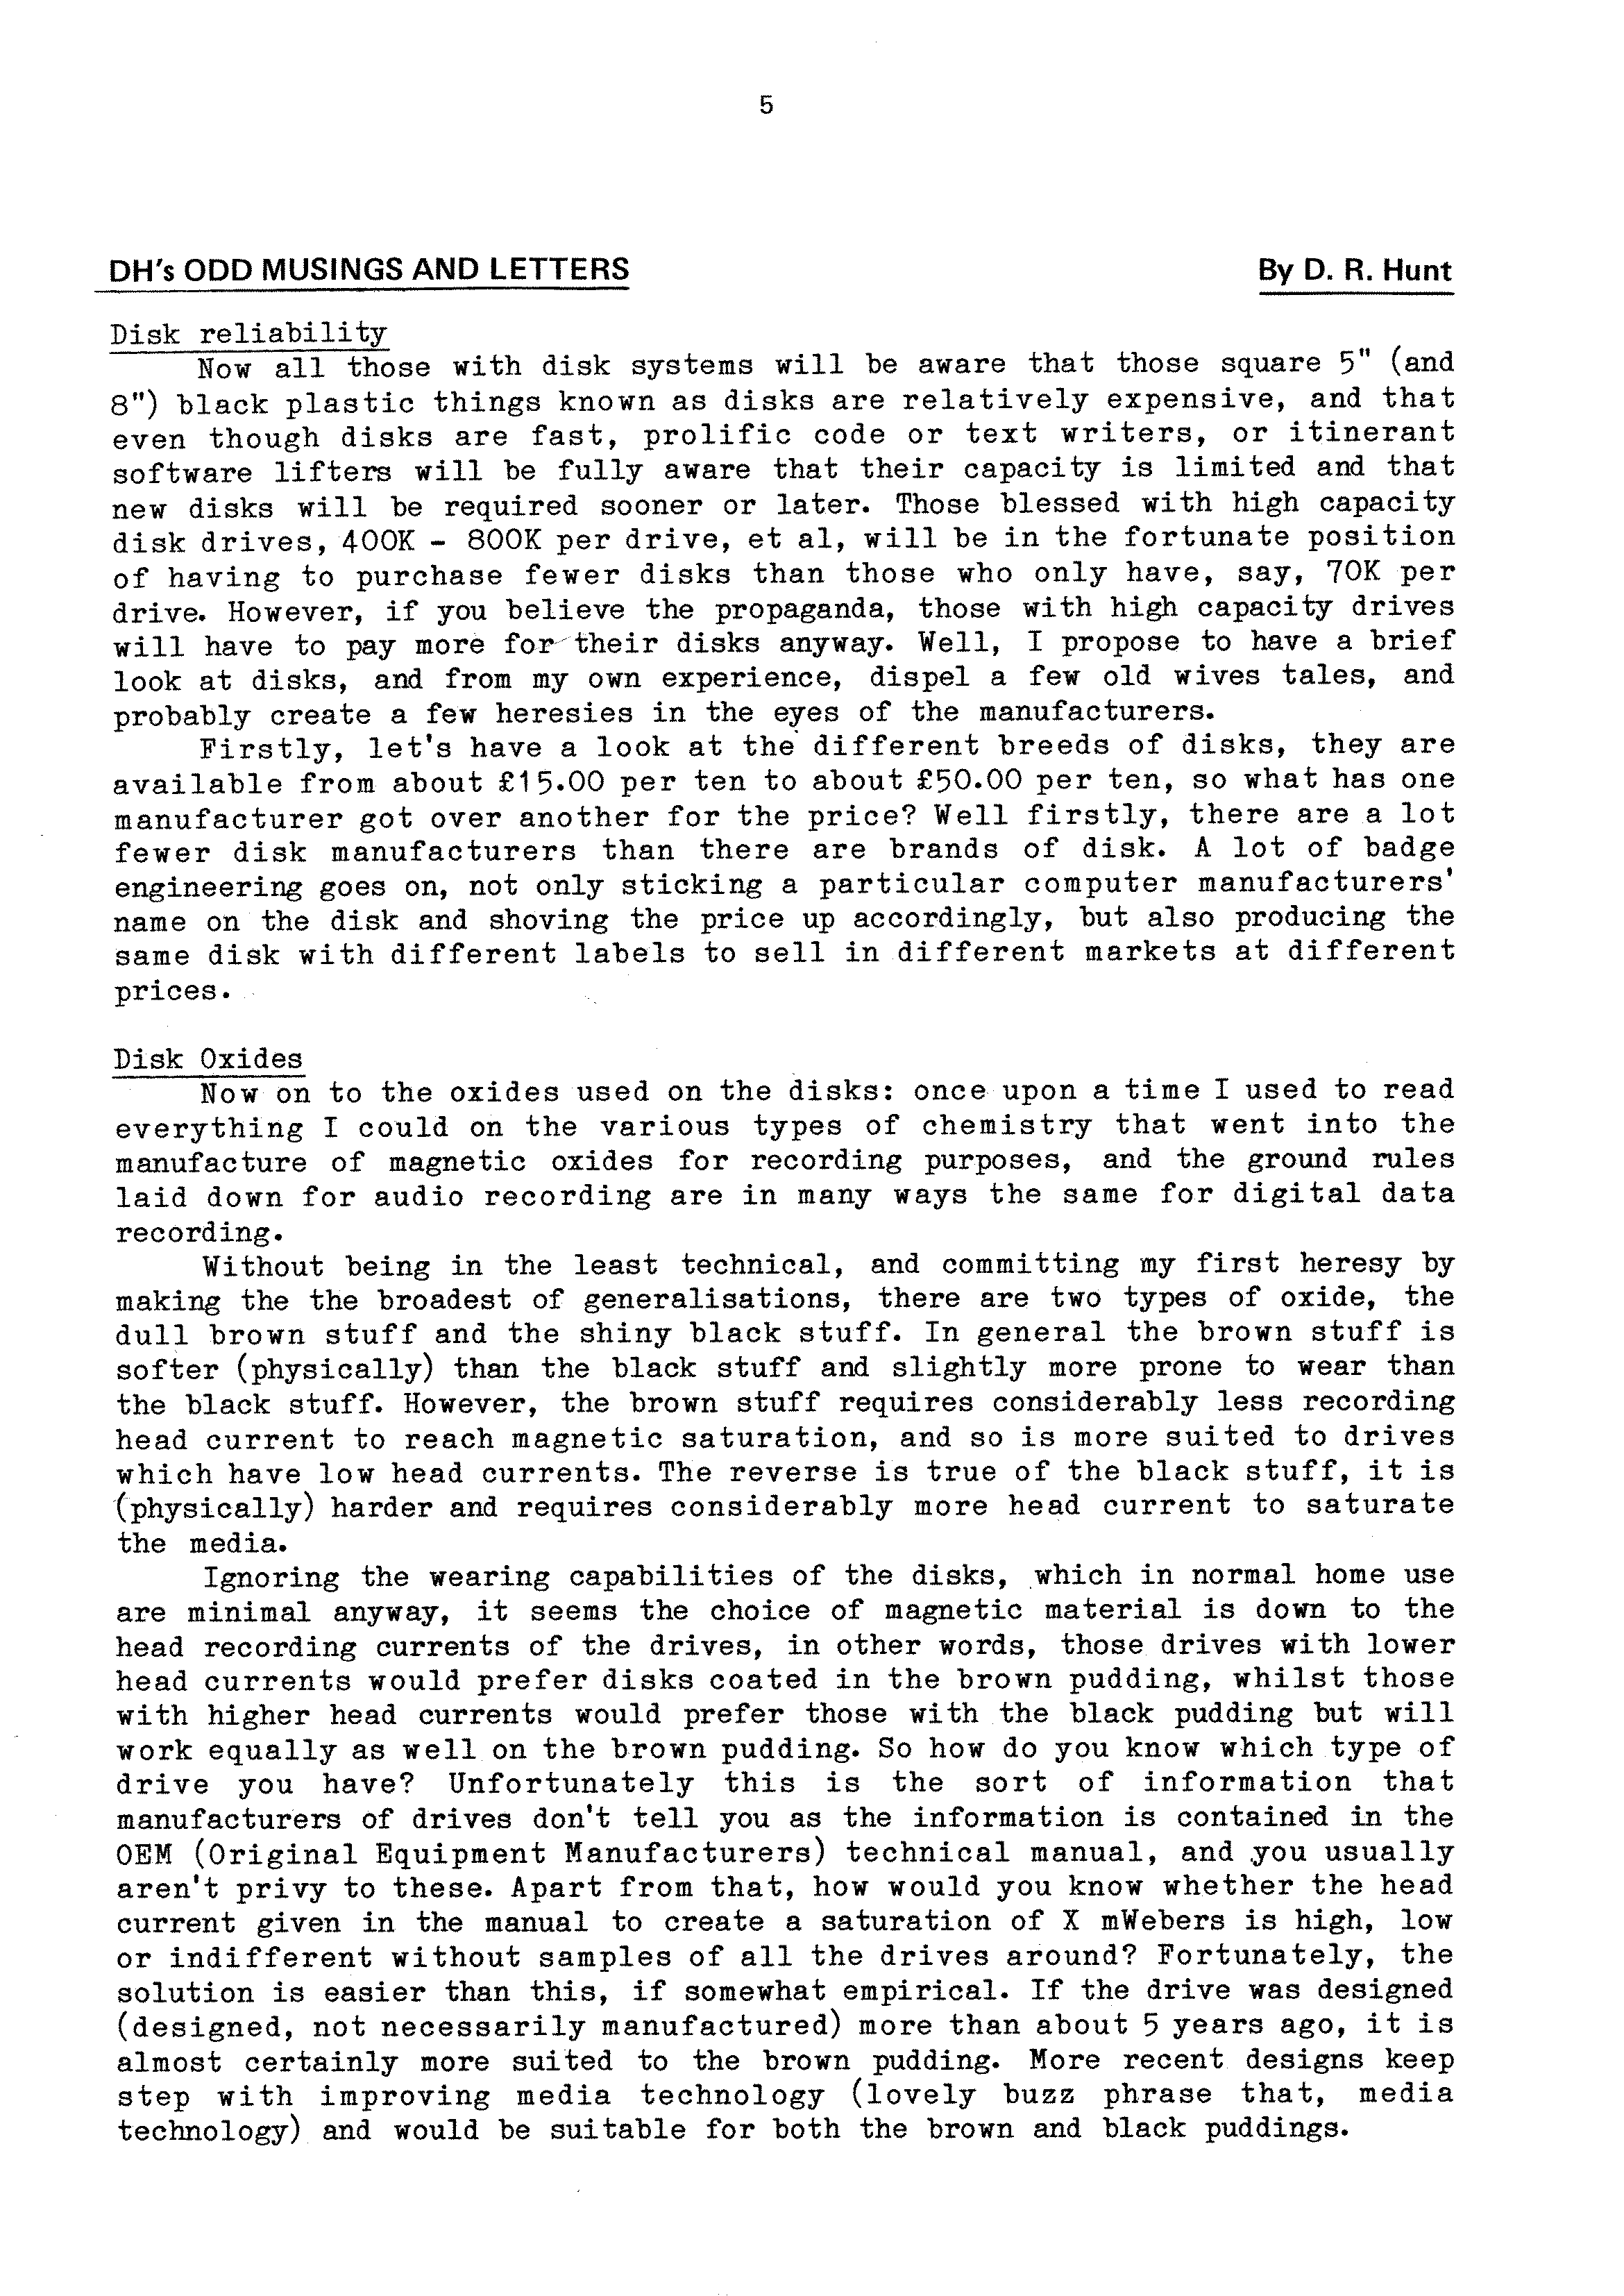 5
DH's ODD MUSINGS AND LETTERS By D. R. Hunt
Disk reliability
Now all those with disk systems will be aware that those square 5" (and
8") black plastic things known as disks are relatively expensive, and that
even though disks are fast, prolific code or text writers, or itinerant
software lifters will be fully aware that their capacity is limited and that
new disks will be required sooner or later. Those blessed with high capacity
disk drives, 400K - 800K per drive, et al, will be in the fortunate position
of having to purchase fewer disks than those who only have, say, 70K per
drive. However, if you believe the propaganda, those with high capacity drives
will have to pay more for their disks anyway. Well, I propose to have a brief
look at disks, and from my own experience, dispel a few old wives tales, and
probably create a few heresies in the eyes of the manufacturers.
Firstly, let's have a look at the different breeds of disks, they are
available from about £15.00 per ten to about £50.00 per ten, so what has one
manufacturer got over another for the price? Well firstly, there are a lot
fewer disk manufacturers than there are brands of disk. A lot of badge
engineering goes on, not only sticking a particular computer manufacturers'
name on the disk and shoving the price up accordingly, but also producing the
same disk with different labels to sell in different markets at different
prices.
Disk Oxides
Now on to the oxides used on the disks: once upon a time I used to read
everything I could on the various types of chemistry that went into the
manufacture of magnetic oxides for recording purposes, and the ground rules
laid down for audio recording are in many ways the same for digital data
recording.
Without being in the least technical, and committing my first heresy by
making the the broadest of generalisations, there are two types of oxide, the
dull brown stuff and the shiny black stuff. In general the brown stuff is
softer (physically) than the black stuff and slightly more prone to wear than
the black stuff. However, the brown stuff requires considerably less recording
head current to reach magnetic saturation, and so is more suited to drives
which have low head currents. The reverse is true of the black stuff, it is
(physically) harder and requires considerably more head current to saturate
the media.
Ignoring the wearing capabilities of the disks, which in normal home use
are minimal anyway, it seems the choice of magnetic material is down to the
head recording currents of the drives, in other words, those drives with lower
head currents would prefer disks coated in the brown pudding, whilst those
with higher head currents would prefer those with the black pudding but will
work equally as well on the brown pudding. So how do you know which type of
drive you have? Unfortunately this is the sort of information that
manufacturers of drives don't tell you as the information is contained in the
OEM (Original Equipment Manufacturers) technical manual, and you usually
aren't privy to these. Apart from that, how would you know whether the head
current given in the manual to create a saturation of X mWebers is high, low
or indifferent without samples of all the drives around? Fortunately, the
solution is easier than this, if somewhat empirical. If the drive was designed
(designed, not necessarily manufactured) more than about 5 years ago, it is
almost certainly more suited to the brown pudding. More recent designs keep
step with improving media technology (lovely buzz phrase that, media
technology) and would be suitable for both the brown and black puddings.